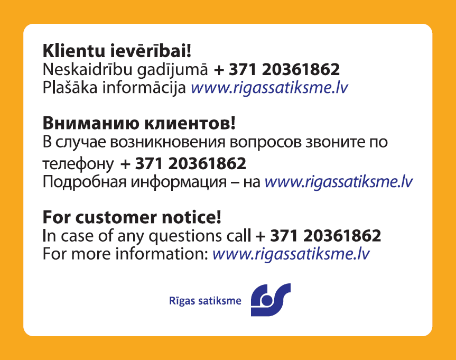 Klientu ievērībai!
Neskaidrību gadījumā + 371 20361862
Plašāka informācija www.rigassatiksme.lv
Вниманию клиентов!
В случае возникновения вопросов звоните по
телефону + 371 20361862
Подробная информация – на www.rigassatiksme.lv
For customer notice!
In case of any questions call + 371 20361862
For more information: www.rigassatiksme.lv
Rīgas satiksme